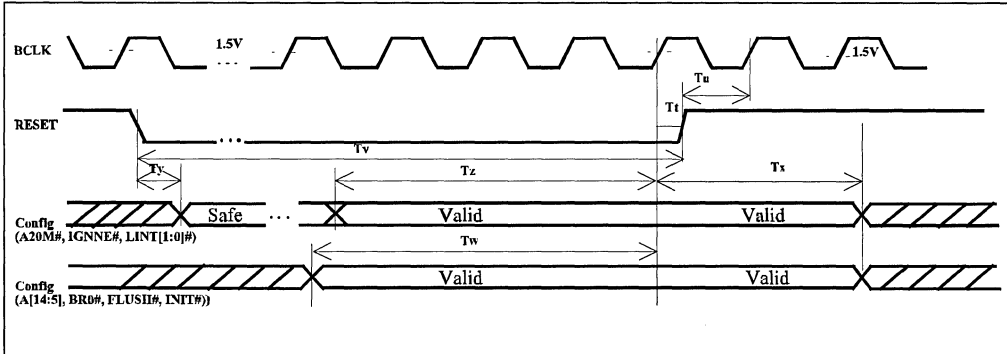 BCLK
1.5V
1.5V
Tu
Tt
RESET
Tv
Ty
Tz
Tx
Safe
Valid
Valid
Config
(A20M#, IGNNE#, LINT[1:0]#)
Tw
Valid
Valid
Config
(A[14:5], BR0#, FLUSH#, INIT#))